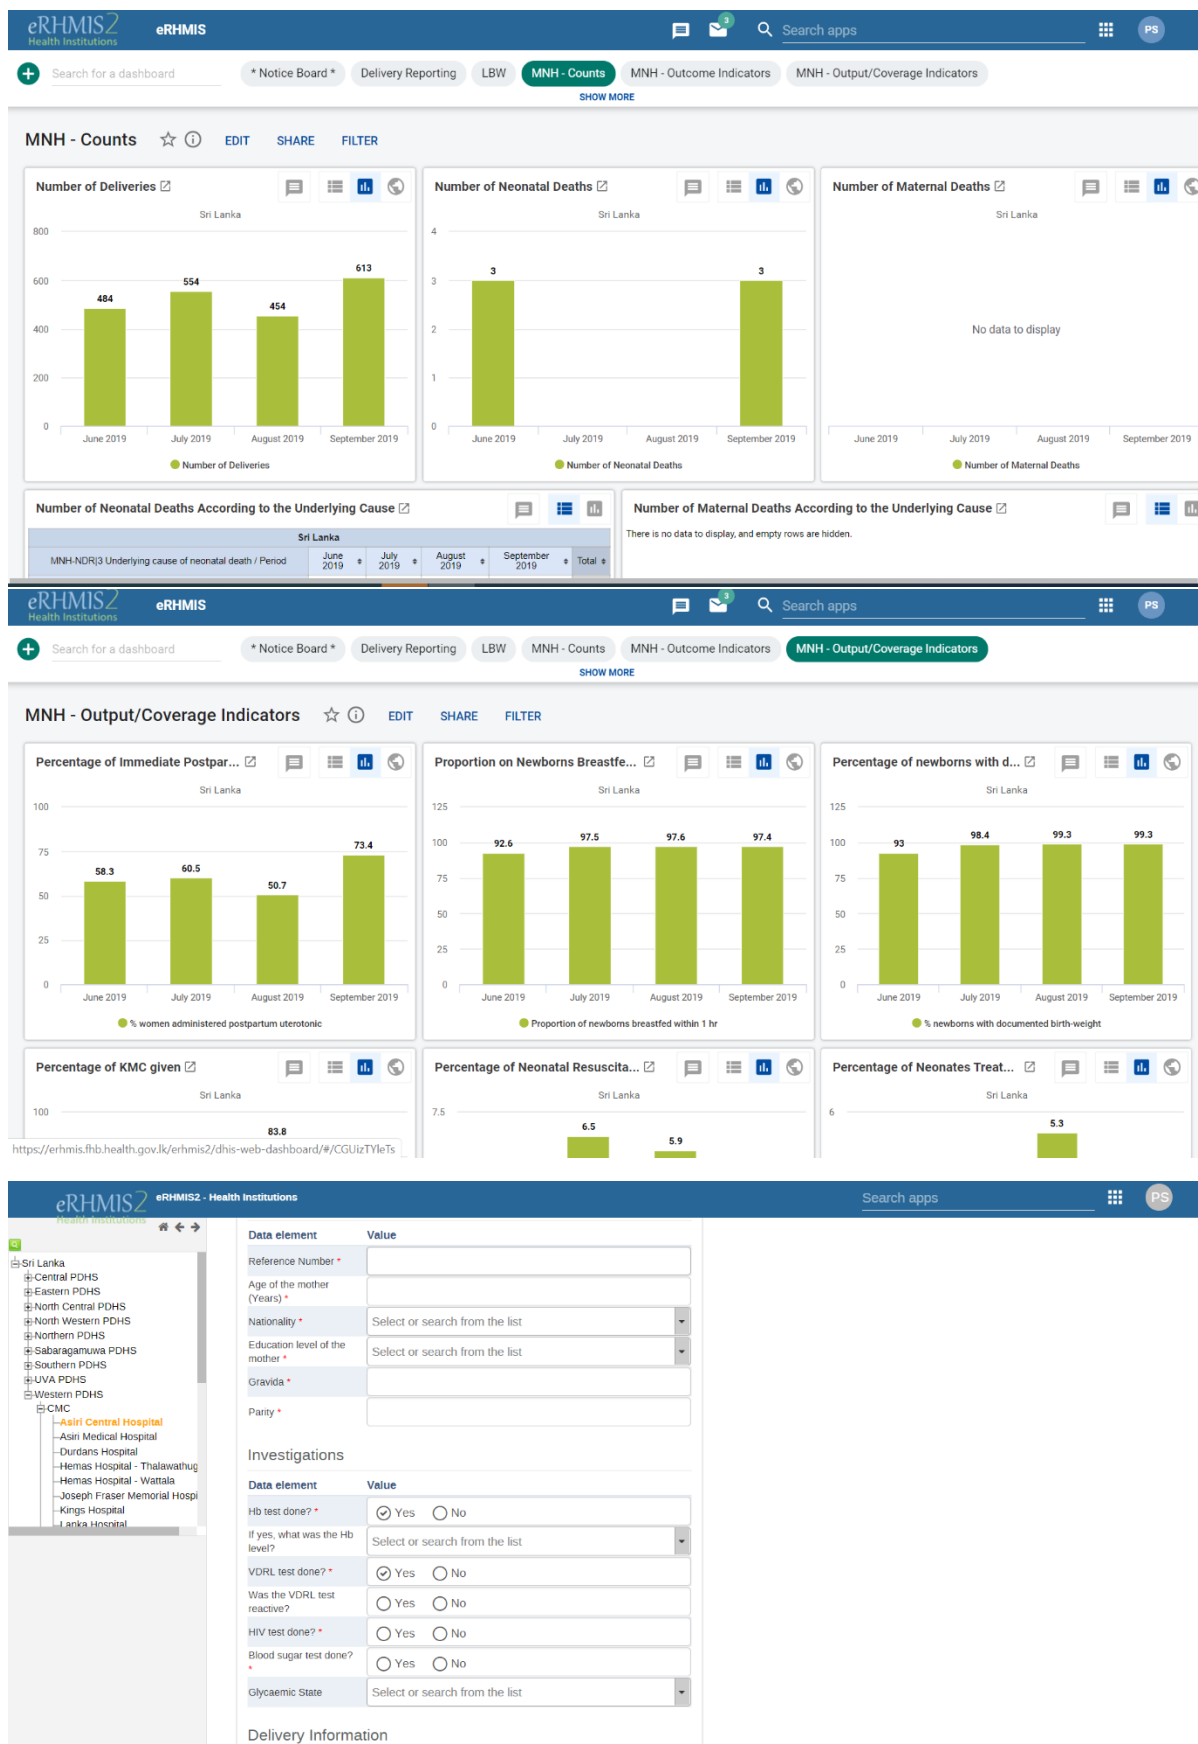 eRHMIS2
Health Institutions
eRHMIS
3
Search apps
PS
Search for a dashboard
* Notice Board *
Delivery Reporting
LBW
MNH - Counts
MNH - Outcome Indicators
MNH - Output/Coverage Indicators
SHOW MORE
MNH - Counts
EDIT
SHARE
FILTER
Number of Deliveries
Sri Lanka
800
600
400
200
0
484
554
454
613
June 2019
July 2019
August 2019
September 2019
Number of Deliveries
Number of Neonatal Deaths
Sri Lanka
4
3
2
1
0
3
3
June 2019
July 2019
August 2019
September 2019
Number of Neonatal Deaths
Number of Maternal Deaths
Sri Lanka
No data to display
June 2019
July 2019
August 2019
September 2019
Number of Maternal Deaths
Number of Neonatal Deaths According to the Underlying Cause
Sri Lanka
MNH-NDR|3 Underlying cause of neonatal death / Period
June 2019
July 2019
August 2019
September 2019
Total
Number of Maternal Deaths According to the Underlying Cause
There is no data to display, and empty rows are hidden.
eRHMIS2
Health Institutions
eRHMIS
3
Search apps
PS
Search for a dashboard
* Notice Board *
Delivery Reporting
LBW
MNH - Counts
MNH - Outcome Indicators
MNH - Output/Coverage Indicators
SHOW MORE
MNH - Output/Coverage Indicators
EDIT
SHARE
FILTER
Percentage of Immediate Postpar...
Sri Lanka
100
75
50
25
0
58.3
60.5
50.7
73.4
June 2019
July 2019
August 2019
September 2019
% women administered postpartum uterotonic
Proportion on Newborns Breastfe...
Sri Lanka
125
100
75
50
25
0
92.6
97.5
97.6
97.4
June 2019
July 2019
August 2019
September 2019
Proportion of newborns breastfed within 1 hr
Percentage of newborns with d...
Sri Lanka
125
100
75
50
25
0
93
98.4
99.3
99.3
June 2019
July 2019
August 2019
September 2019
% newborns with documented birth-weight
Percentage of KMC given
Sri Lanka
100
83.8
Percentage of Neonatal Resuscita...
Sri Lanka
7.5
6.5
5.9
Percentage of Neonates Treat...
Sri Lanka
6
5.3
https://erhmis.fhb.health.gov.lk/erhmis2/dhis-web-dashboard/#/CGUizTYleTs
eRHMIS2
Health Institutions
eRHMIS2 - Health Institutions
Search apps
PS
Sri Lanka
Central PDHS
Eastern PDHS
North Central PDHS
North Western PDHS
Northern PDHS
Sabaragamuwa PDHS
Southern PDHS
UVA PDHS
Western PDHS
CMC
Asiri Central Hospital
Asiri Medical Hospital
Durdans Hospital
Hemas Hospital - Thalawathug
Hemas Hospital - Wattala
Joseph Fraser Memorial Hospi
Kings Hospital
Lanka Hospital
Data element Value
Reference Number *
Age of the mother
(Years) *
Nationality * Select or search from the list
Education level of the
mother * Select or search from the list
Gravida *
Parity *
Investigations
Data element Value
Hb test done? * Yes No
If yes, what was the Hb
level? Select or search from the list
VDRL test done? * Yes No
Was the VDRL test
reactive? Yes No
HIV test done? * Yes No
Blood sugar test done?
* Yes No
Glycaemic State Select or search from the list
Delivery Information